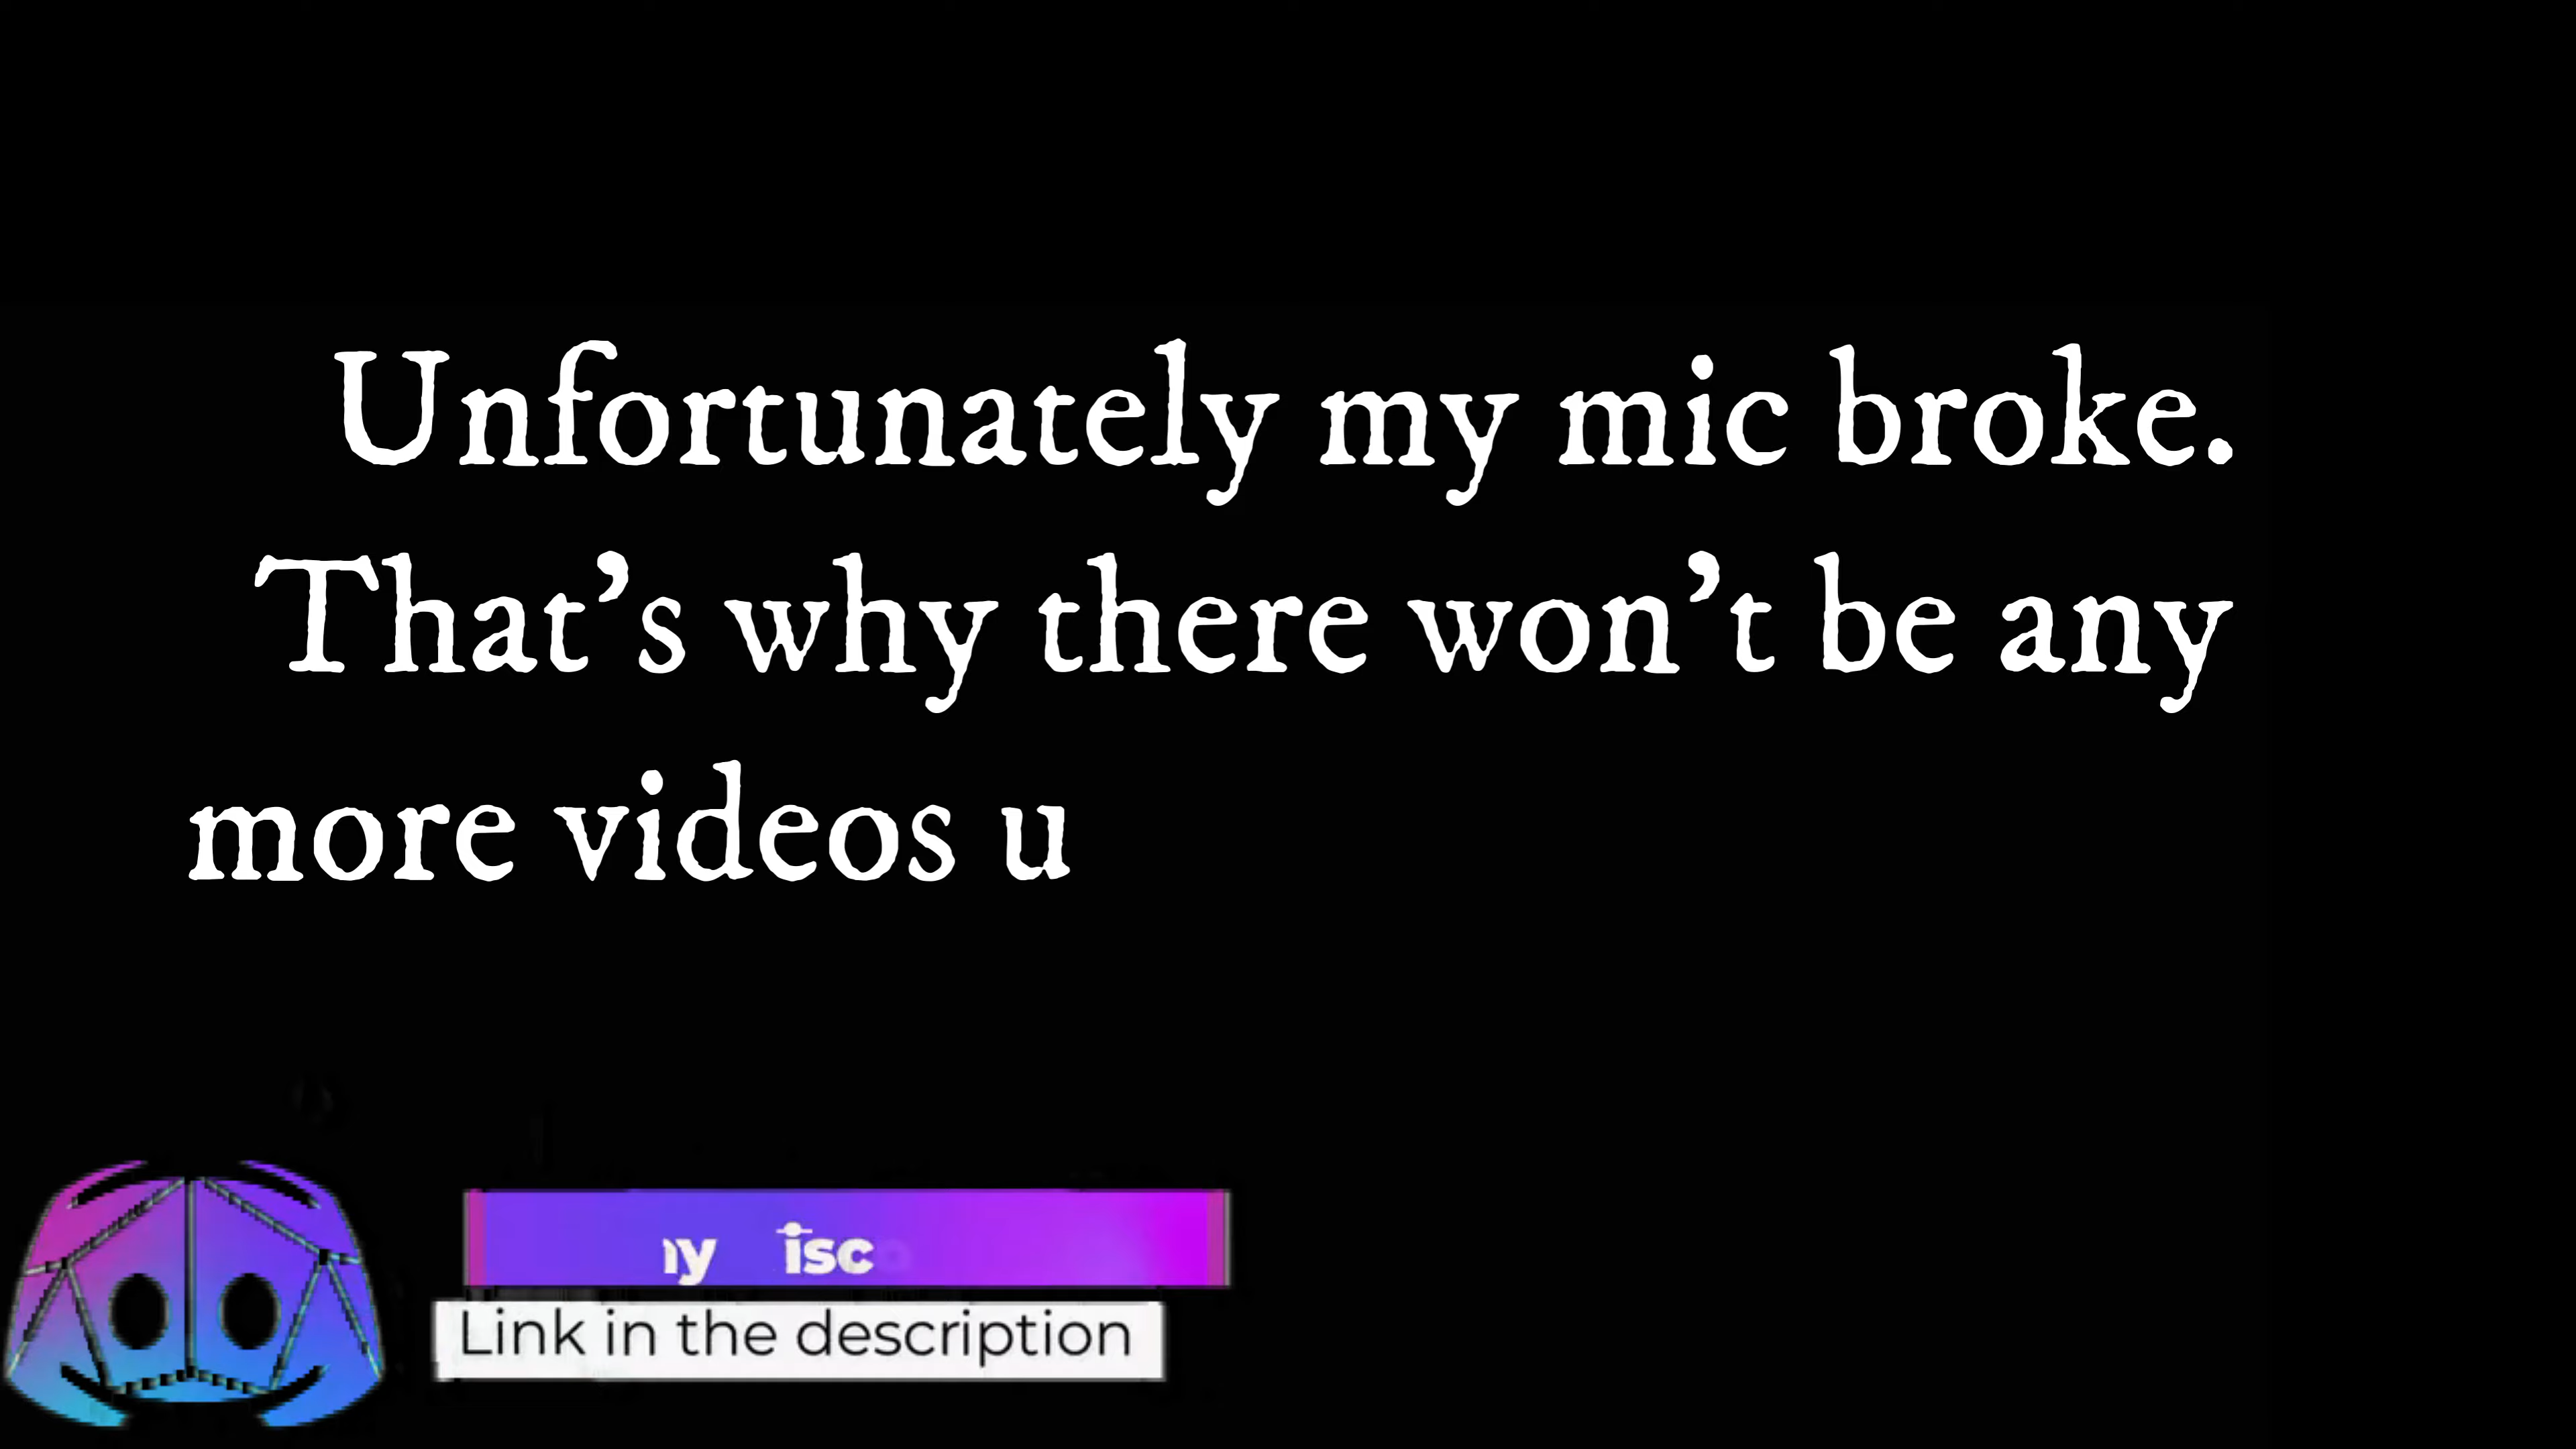 Unfortunately my mic broke.
That’s why there won’t be any
more videos u
Link in the description